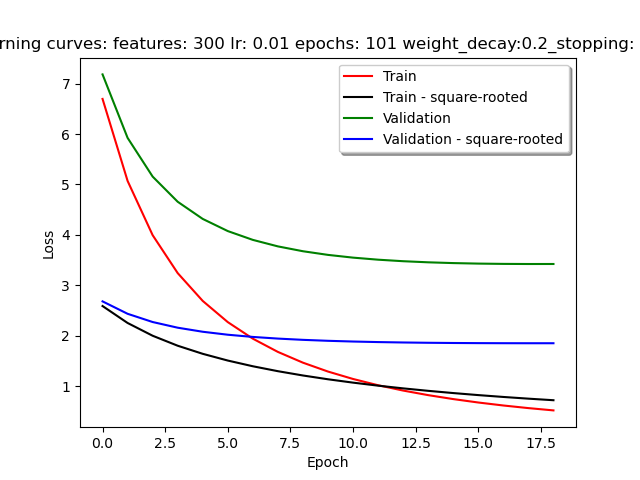 rning curves: features: 300 lr: 0.01 epochs: 101 weight_decay:0.2_stopping:
Train
Train - square-rooted
Validation
Validation - square-rooted
7
6
5
4
3
2
1
Loss
0.0 2.5 5.0 7.5 10.0 12.5 15.0 17.5
Epoch